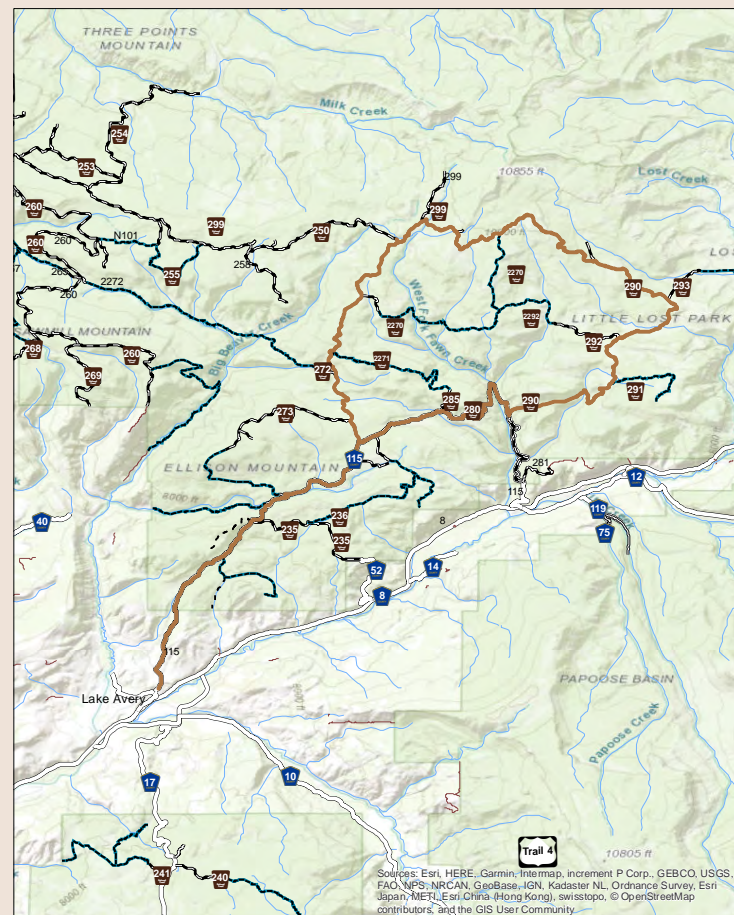 THREE POINTS
MOUNTAIN
Milk Creek
254
253
299
10855 ft
Lost Creek
260
299
299
260
260
N101
250
255
258
2272
260
2270
290
293
West Fork Fawn Creek
2270
2292
LITTLE LOST PARK
292
SAWMILL MOUNTAIN
Big Beaver Creek
268
260
269
272
2271
285
280
290
291
273
115
ELLISON MOUNTAIN
281
115
12
8000 ft
40
236
235
235
8
119
75
52
14
8
115
PAPOOSE BASIN
Lake Avery
Papoose Creek
17
10
Trail 4
10805 ft
241
240
Sources: Esri, HERE, Garmin, Intermap, increment P Corp., GEBCO, USGS,
FAO, NPS, NRCAN, GeoBase, IGN, Kadaster NL, Ordnance Survey, Esri
Japan, METI, Esri China (Hong Kong), swisstopo, © OpenStreetMap
contributors, and the GIS User Community